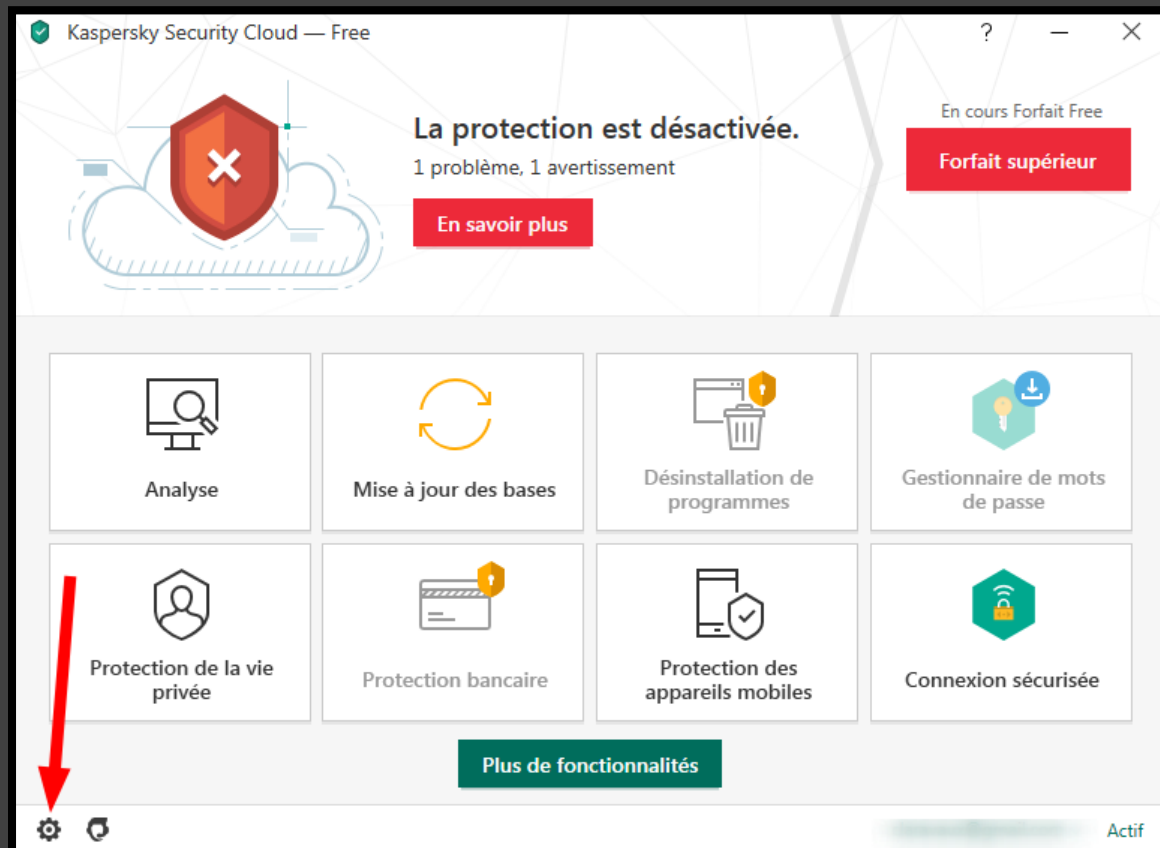 Kaspersky Security Cloud — Free
?
La protection est désactivée.
1 problème, 1 avertissement
En savoir plus
En cours Forfait Free
Forfait supérieur
Analyse
Mise à jour des bases
Désinstallation de
programmes
Gestionnaire de mots
de passe
Protection de la vie
privée
Protection bancaire
Protection des
appareils mobiles
Connexion sécurisée
Plus de fonctionnalités
Actif